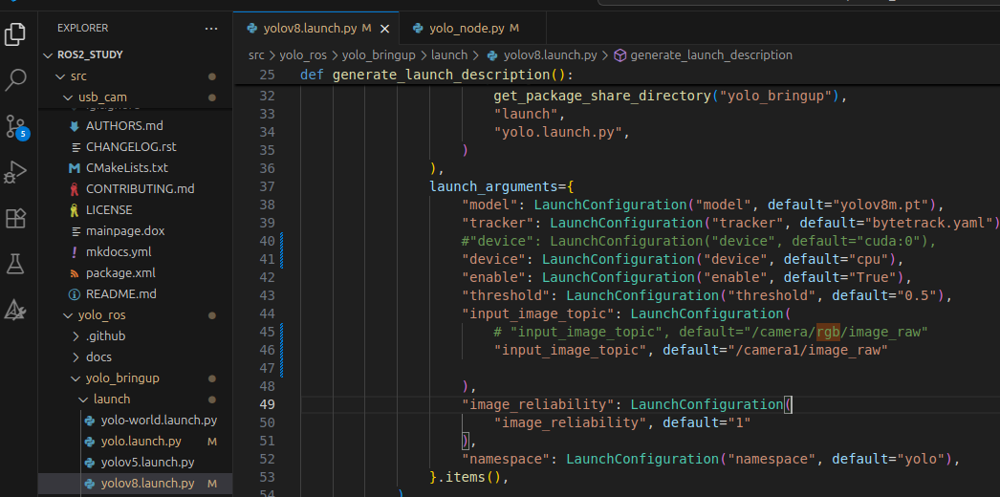 EXPLORER
yolov8.launch.py M
yolo_node.py M
ROS2_STUDY
src > yolo_ros > yolo_bringup > launch > yolov8.launch.py > generate_launch_description
src
usb_cam
AUTHORS.md
CHANGELOG.rst
CMakeLists.txt
CONTRIBUTING.md
LICENSE
mainpage.dox
mkdocs.yml
package.xml
README.md
yolo_ros
.github
docs
yolo_bringup
launch
yolo-world.launch.py
yolo.launch.py M
yolov5.launch.py
yolov8.launch.py M
5
25 def generate_launch_description():
32 get_package_share_directory("yolo_bringup"),
33 "launch",
34 "yolo.launch.py",
35 )
36 ),
37 launch_arguments={
38 "model": LaunchConfiguration("model", default="yolov8m.pt"),
39 "tracker": LaunchConfiguration("tracker", default="bytetrack.yaml")
40 #"device": LaunchConfiguration("device", default="cuda:0"),
41 "device": LaunchConfiguration("device", default="cpu"),
42 "enable": LaunchConfiguration("enable", default="True"),
43 "threshold": LaunchConfiguration("threshold", default="0.5"),
44 "input_image_topic": LaunchConfiguration(
45 # "input_image_topic", default="/camera/rgb/image_raw"
46 "input_image_topic", default="/camera1/image_raw"
47
48 ),
49 "image_reliability": LaunchConfiguration(
50 "image_reliability", default="1"
51 ),
52 "namespace": LaunchConfiguration("namespace", default="yolo"),
53 }.items(),
54 )